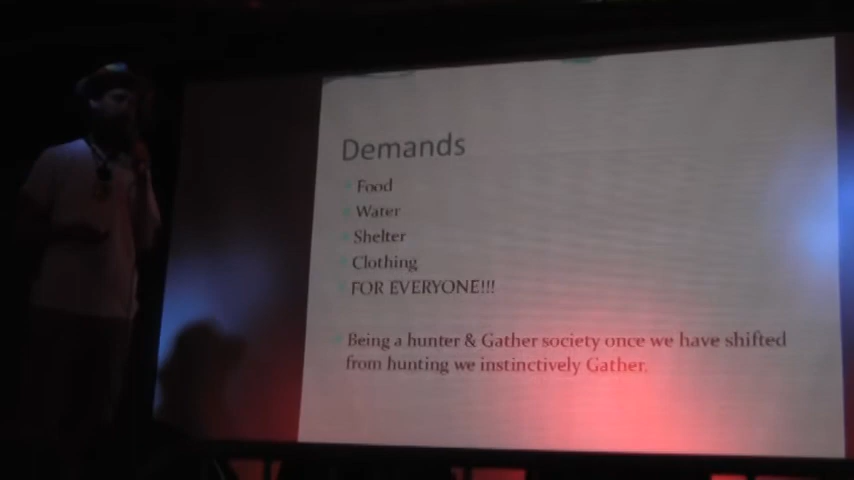 Demands
Food
Water
Shelter
Clothing
FOR EVERYONE!!!
Being a hunter & Gather society once we have shifted
from hunting we instinctively Gather.